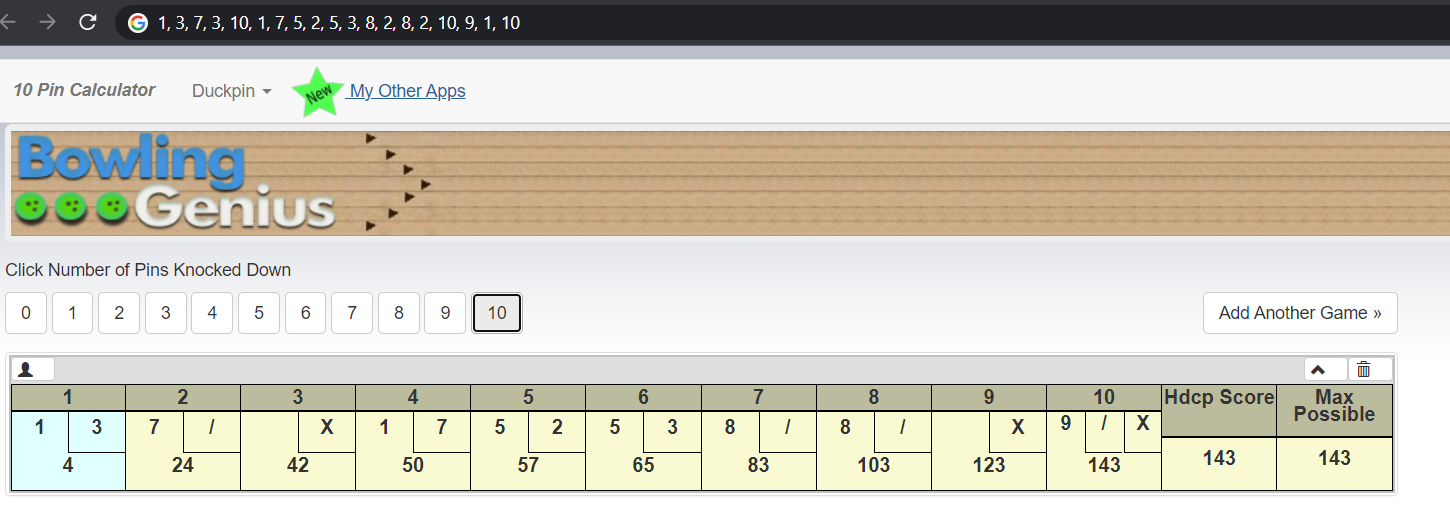 1, 3, 7, 3, 10, 1, 7, 5, 2, 5, 3, 8, 2, 8, 2, 10, 9, 1, 10
10 Pin Calculator Duckpin New My Other Apps
Bowling
Genius
Click Number of Pins Knocked Down
0 1 2 3 4 5 6 7 8 9 10 Add Another Game »
1 2 3 4 5 6 7 8 9 10 Hdcp Score Max Possible
1 3 7 / X 1 7 5 2 5 3 8 / 8 / X 9 / X
4 24 42 50 57 65 83 103 123 143 143 143